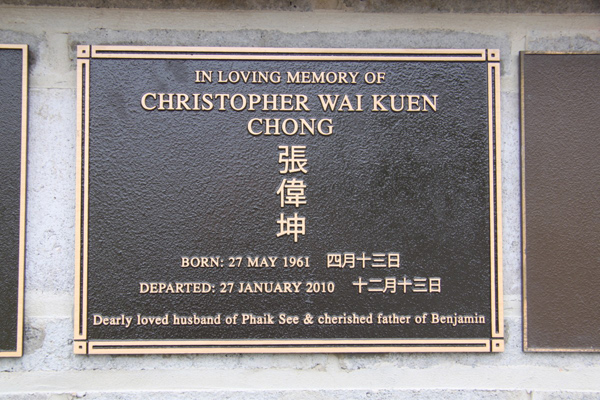 IN LOVING MEMORY OF
CHRISTOPHER WAI KUEN
CHONG
張
偉
坤
BORN: 27 MAY 1961 四月十三日
DEPARTED: 27 JANUARY 2010 十二月十三日
Dearly loved husband of Phaik See & cherished father of Benjamin